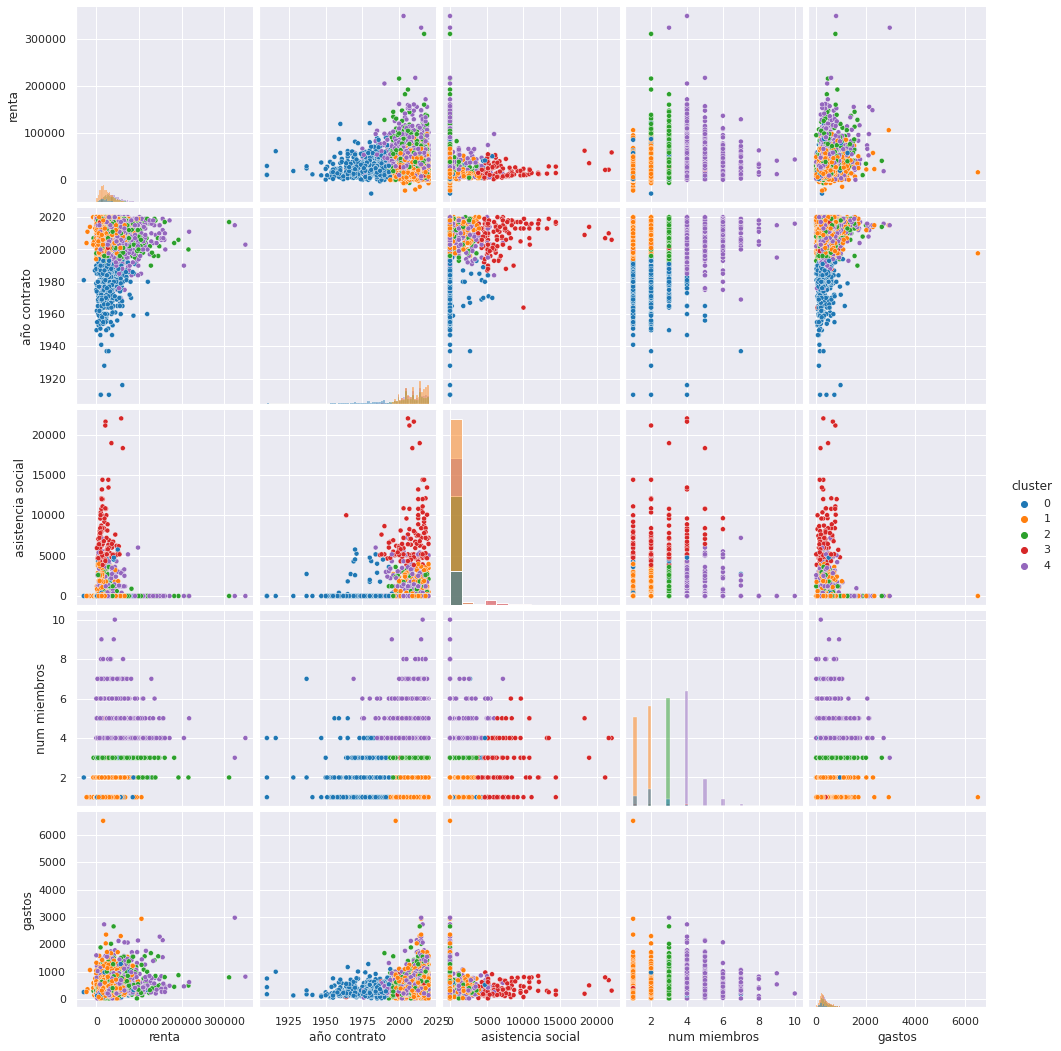 300000
200000
100000
0
renta
2020
2000
1980
1960
1940
1920
año contrato
20000
15000
10000
5000
0
asistencia social
cluster
0
1
2
3
4
10
8
6
4
2
num miembros
6000
5000
4000
3000
2000
1000
0
gastos
0 100000 200000 300000
1925 1950 1975 2000 2025
0 5000 10000 15000 20000
2 4 6 8 10
0 2000 4000 6000
renta año contrato asistencia social num miembros gastos